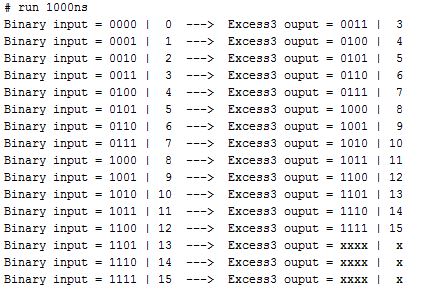 # run 1000ns
Binary input = 0000 |  0  --->  Excess3 ouput = 0011 |  3
Binary input = 0001 |  1  --->  Excess3 ouput = 0100 |  4
Binary input = 0010 |  2  --->  Excess3 ouput = 0101 |  5
Binary input = 0011 |  3  --->  Excess3 ouput = 0110 |  6
Binary input = 0100 |  4  --->  Excess3 ouput = 0111 |  7
Binary input = 0101 |  5  --->  Excess3 ouput = 1000 |  8
Binary input = 0110 |  6  --->  Excess3 ouput = 1001 |  9
Binary input = 0111 |  7  --->  Excess3 ouput = 1010 | 10
Binary input = 1000 |  8  --->  Excess3 ouput = 1011 | 11
Binary input = 1001 |  9  --->  Excess3 ouput = 1100 | 12
Binary input = 1010 | 10  --->  Excess3 ouput = 1101 | 13
Binary input = 1011 | 11  --->  Excess3 ouput = 1110 | 14
Binary input = 1100 | 12  --->  Excess3 ouput = 1111 | 15
Binary input = 1101 | 13  --->  Excess3 ouput = xxxx |  x
Binary input = 1110 | 14  --->  Excess3 ouput = xxxx |  x
Binary input = 1111 | 15  --->  Excess3 ouput = xxxx |  x